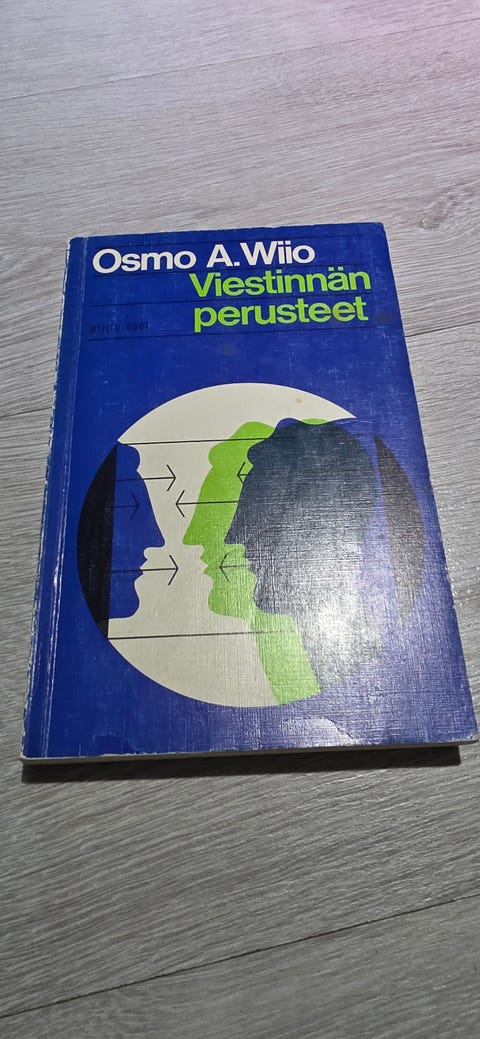 Osmo A.Wiio
Viestinnän
perusteet